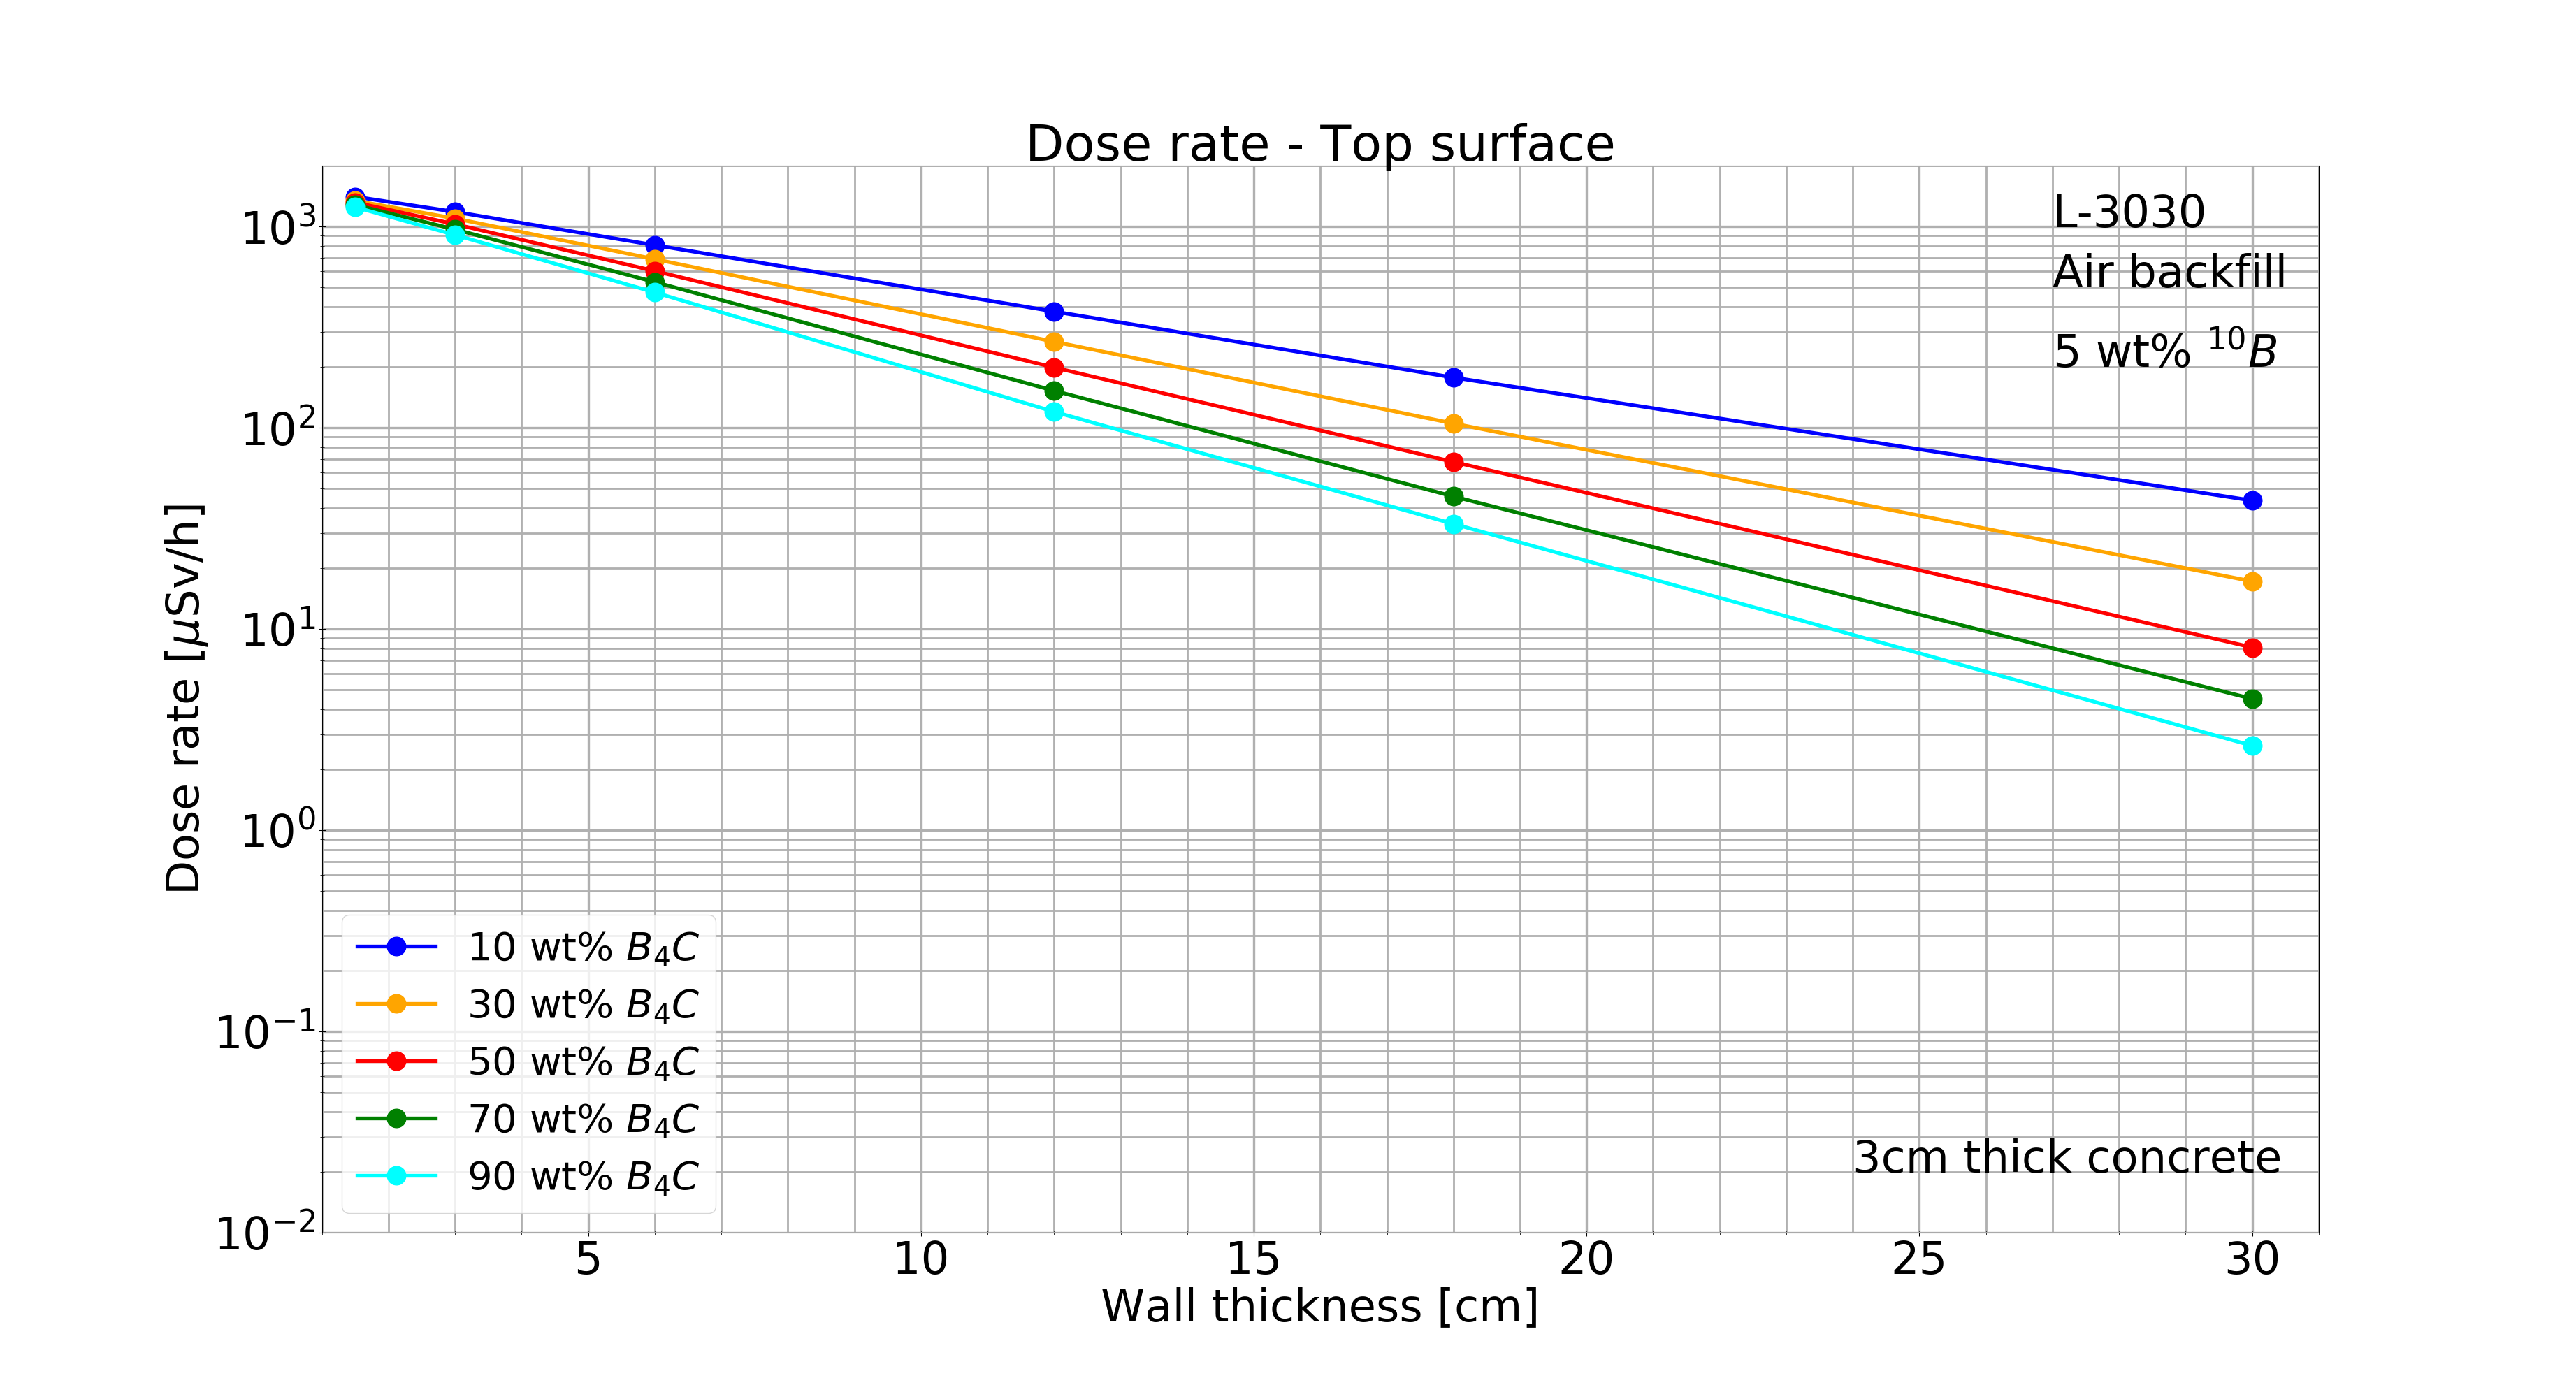 Dose rate - Top surface
L-3030
Air backfill
5 wt% ¹⁰B
10³
10²
10¹
10⁰
10⁻¹
10⁻²
Dose rate [μSv/h]
10 wt% B₄C
30 wt% B₄C
50 wt% B₄C
70 wt% B₄C
90 wt% B₄C
3cm thick concrete
5 10 15 20 25 30
Wall thickness [cm]